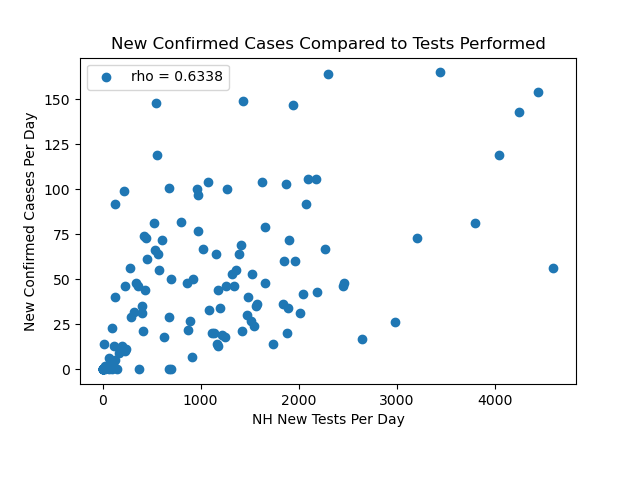 New Confirmed Cases Compared to Tests Performed
rho = 0.6338
New Confirmed Caeses Per Day
150
125
100
75
50
25
0
0 1000 2000 3000 4000
NH New Tests Per Day